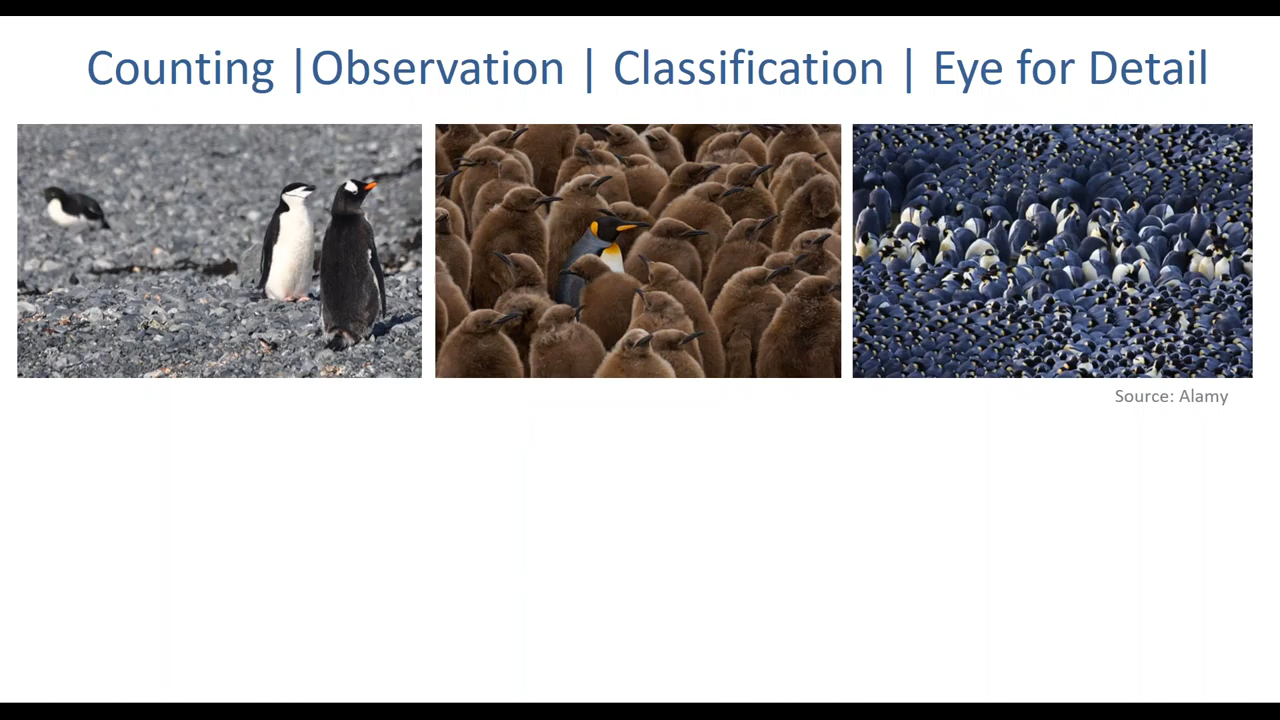 Counting |Observation | Classification | Eye for Detail
Source: Alamy